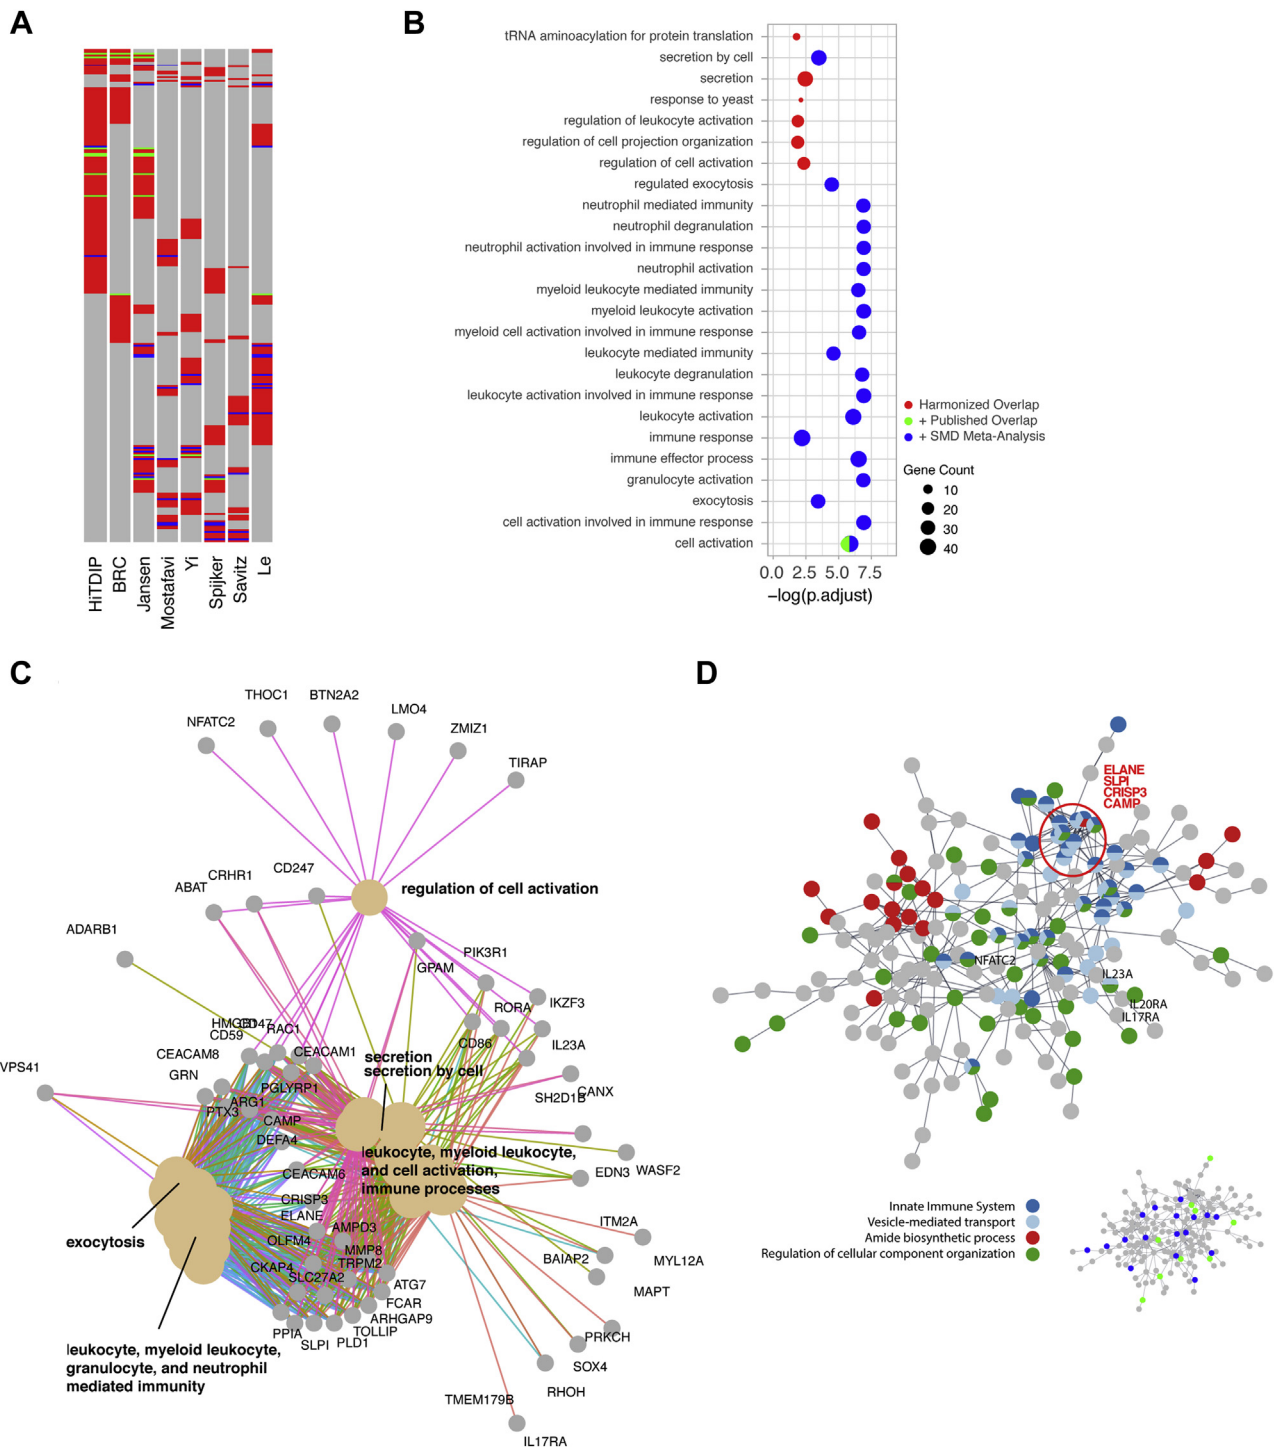 A
HiTDIP
BRC
Jansen
Mostafavi
Yi
Spijker
Savitz
Le
B
tRNA aminoacylation for protein translation
secretion by cell
secretion
response to yeast
regulation of leukocyte activation
regulation of cell projection organization
regulation of cell activation
regulated exocytosis
neutrophil mediated immunity
neutrophil degranulation
neutrophil activation involved in immune response
neutrophil activation
myeloid leukocyte mediated immunity
myeloid leukocyte activation
myeloid cell activation involved in immune response
leukocyte mediated immunity
leukocyte degranulation
leukocyte activation involved in immune response
leukocyte activation
immune response
immune effector process
granulocyte activation
exocytosis
cell activation involved in immune response
cell activation
0.0 2.5 5.0 7.5
−log(p.adjust)
Harmonized Overlap
+ Published Overlap
+ SMD Meta-Analysis
Gene Count
10
20
30
40
C
THOC1
BTN2A2
NFATC2
LMO4
ZMIZ1
TIRAP
CD247
CRHR1
ABAT
regulation of cell activation
ADARB1
PIK3R1
GPAM
IKZF3
RORA
HMGB1
CD47
RAC1
CD59
CD86
IL23A
CEACAM8
CEACAM1
secretion
secretion by cell
VPS41
GRN
PGLYRP1
CANX
SH2D1B
ARG1
PTX3
CAMP
DEFA4
leukocyte, myeloid leukocyte,
and cell activation,
immune processes
CEACAM6
EDN3
WASF2
CRISP3
ELANE
AMPD3
ITM2A
exocytosis
OLFM4
MMP8
TRPM2
BAIAP2
MYL12A
CKAP4
SLC27A2
ATG7
MAPT
FCAR
ARHGAP9
TOLLIP
PPIA
SLPI
PLD1
PRKCH
leukocyte, myeloid leukocyte,
granulocyte, and neutrophil
mediated immunity
SOX4
RHOH
TMEM179B
IL17RA
D
ELANE
SLPI
CRISP3
CAMP
NFATC2
IL23A
IL20RA
IL17RA
Innate Immune System
Vesicle-mediated transport
Amide biosynthetic process
Regulation of cellular component organization